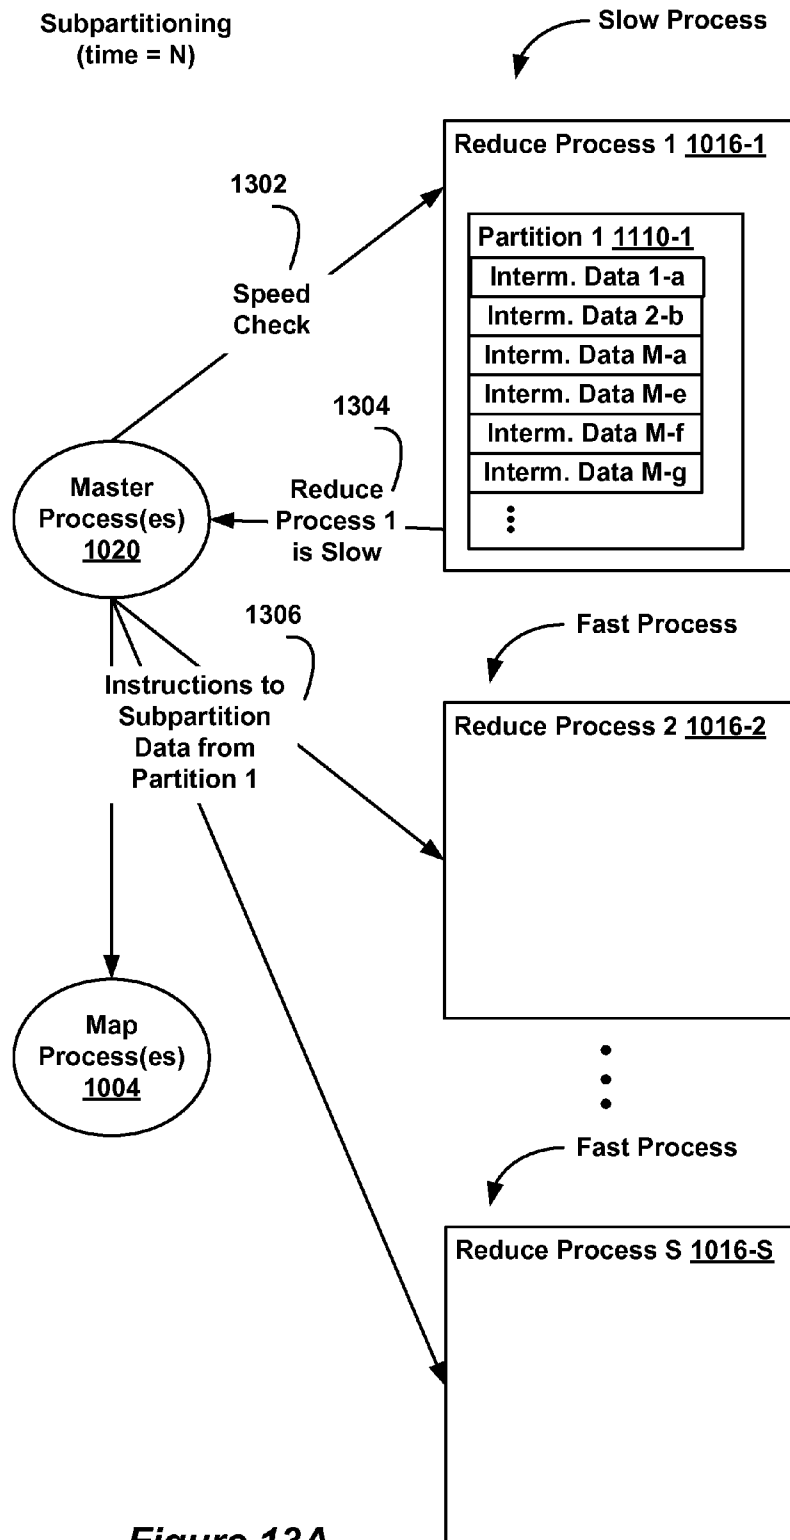 Subpartitioning
(time = N)
Slow Process
Reduce Process 1 1016-1
1302
Partition 1 1110-1
Interm. Data 1-a
Interm. Data 2-b
Interm. Data M-a
Interm. Data M-e
Interm. Data M-f
Interm. Data M-g
Speed
Check
1304
Reduce
Process 1
is Slow
Master
Process(es)
1020
1306
Instructions to
Subpartition
Data from
Partition 1
Fast Process
Reduce Process 2 1016-2
Map
Process(es)
1004
Fast Process
Reduce Process S 1016-S
Figure 13A